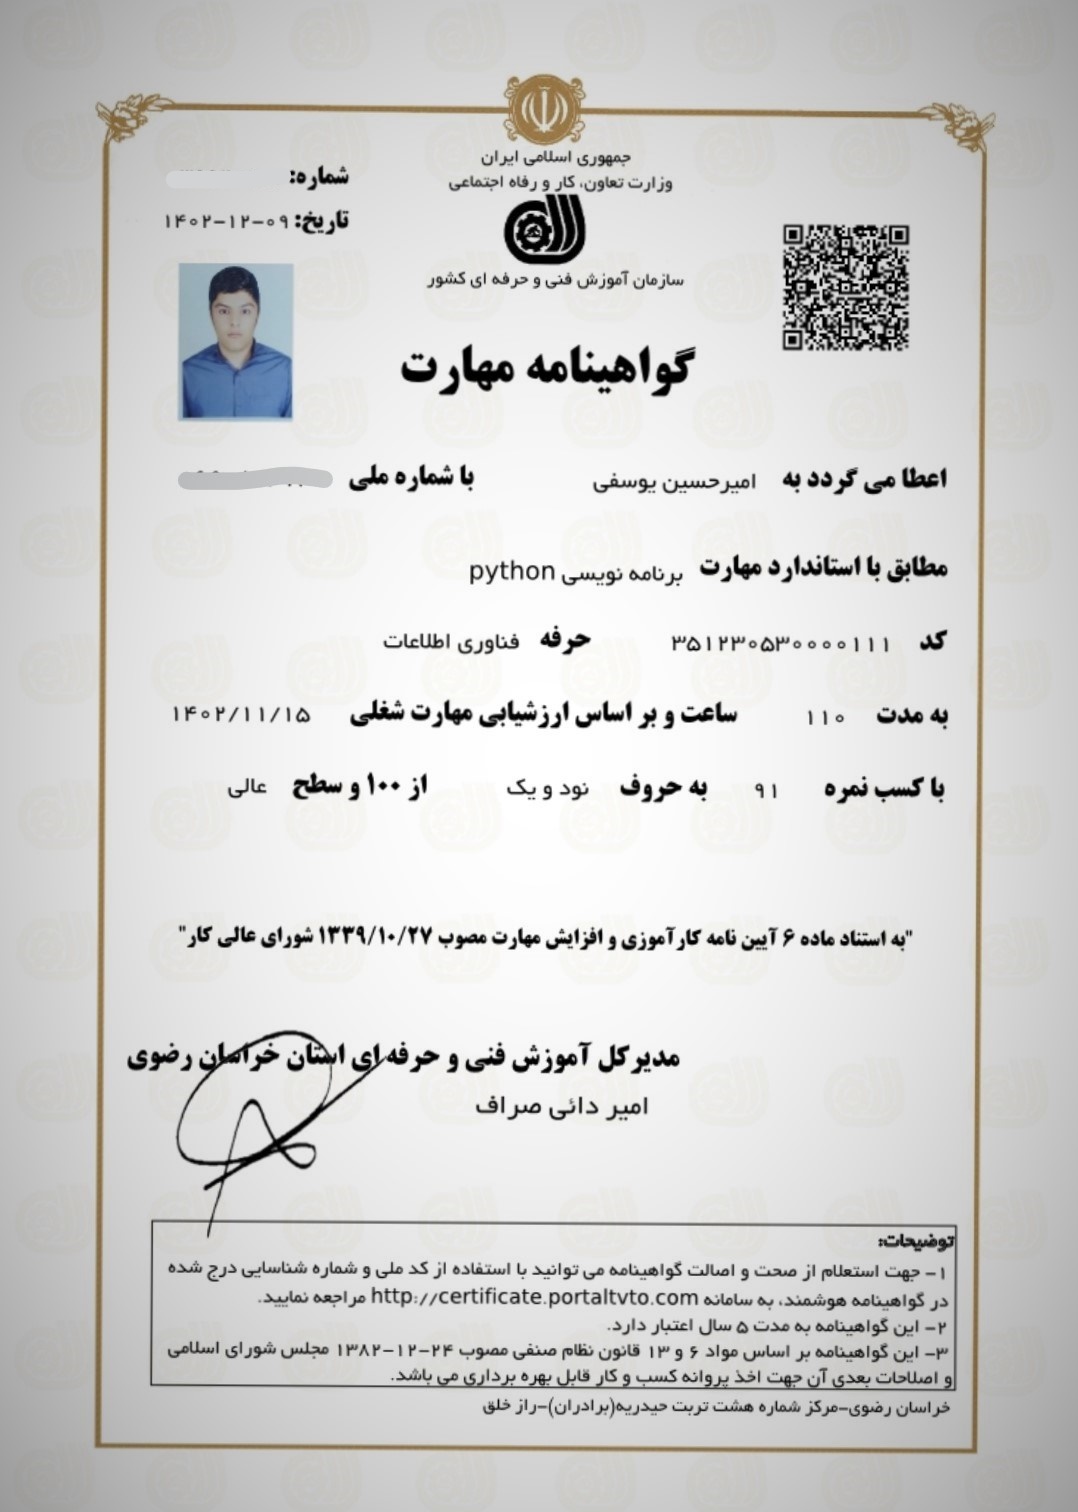 جمهوری اسلامی ایران
وزارت تعاون، کار و رفاه اجتماعی
شماره:
تاریخ: ۱۴۰۲-۱۲-۰۹
سازمان آموزش فنی و حرفه ای کشور
گواهینامه مهارت
اعطا می گردد به امیرحسین یوسفی با شماره ملی
مطابق با استاندارد مهارت برنامه نویسی python
کد ۳۵۱۲۳۰۵۳۰۰۰۰۱۱۱ حرفه فناوری اطلاعات
به مدت ۱۱۰ ساعت و بر اساس ارزشیابی مهارت شغلی ۱۴۰۲/۱۱/۱۵
با کسب نمره ۹۱ به حروف نود و یک از ۱۰۰ و سطح عالی
"به استناد ماده ۶ آیین نامه کارآموزی و افزایش مهارت مصوب ۱۳۳۹/۱۰/۲۷ شورای عالی کار"
مدیرکل آموزش فنی و حرفه ای استان خراسان رضوی
امیر دائی صراف
توضیحات:
۱- جهت استعلام از صحت و اصالت گواهینامه می توانید با استفاده از کد ملی و شماره شناسایی درج شده
در گواهینامه هوشمند، به سامانه http://certificate.portaltvto.com مراجعه نمایید.
۲- این گواهینامه به مدت ۵ سال اعتبار دارد.
۳- این گواهینامه بر اساس مواد ۶ و ۱۳ قانون نظام صنفی مصوب ۲۴-۱۲-۱۳۸۲ مجلس شورای اسلامی
و اصلاحات بعدی آن جهت اخذ پروانه کسب و کار قابل بهره برداری می باشد.
خراسان رضوی-مرکز شماره هشت تربت حیدریه(برادران)-راز خلق